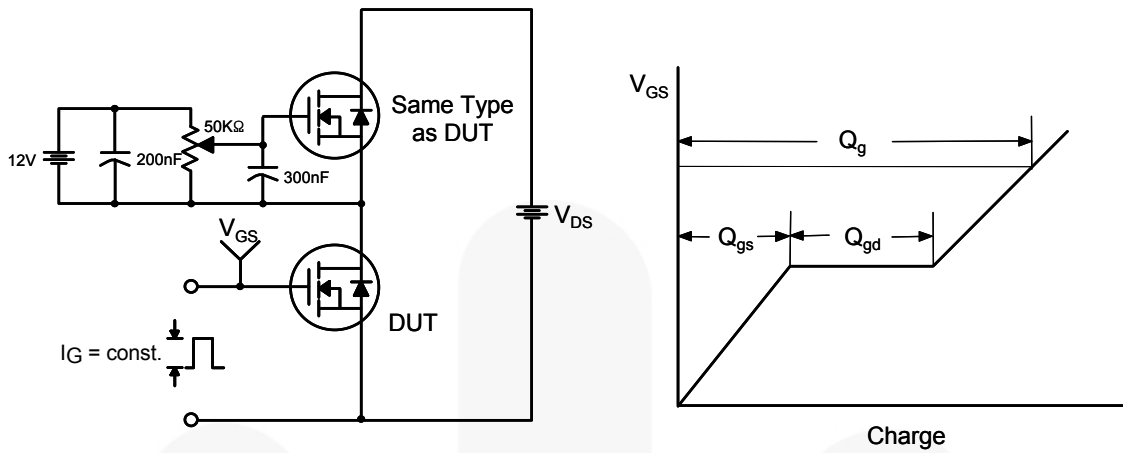 12V
200nF
50KΩ
300nF
Same Type
as DUT
V_DS
V_GS
DUT
IG = const.
V_GS
Q_g
Q_gs
Q_gd
Charge